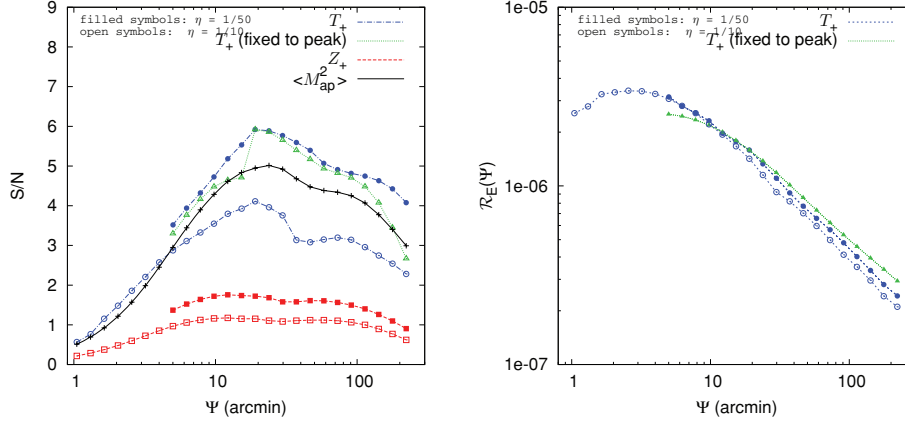 filled symbols: η = 1/50
open symbols: η = 1/10
T+
T+ (fixed to peak)
Z+
<M²ap>
S/N
9
8
7
6
5
4
3
2
1
0
1
10
100
Ψ (arcmin)
filled symbols: η = 1/50
open symbols: η = 1/10
T+
T+ (fixed to peak)
R_E(Ψ)
1e-05
1e-06
1e-07
1
10
100
Ψ (arcmin)